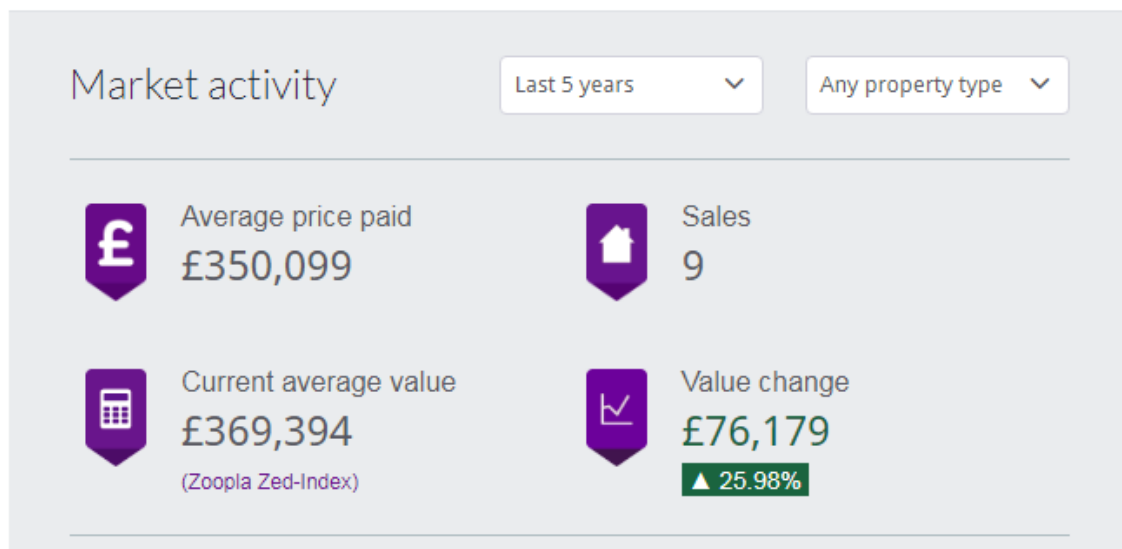 Market activity
Last 5 years
Any property type
£
Average price paid
£350,099
Sales
9
Current average value
£369,394
(Zoopla Zed-Index)
Value change
£76,179
▲ 25.98%